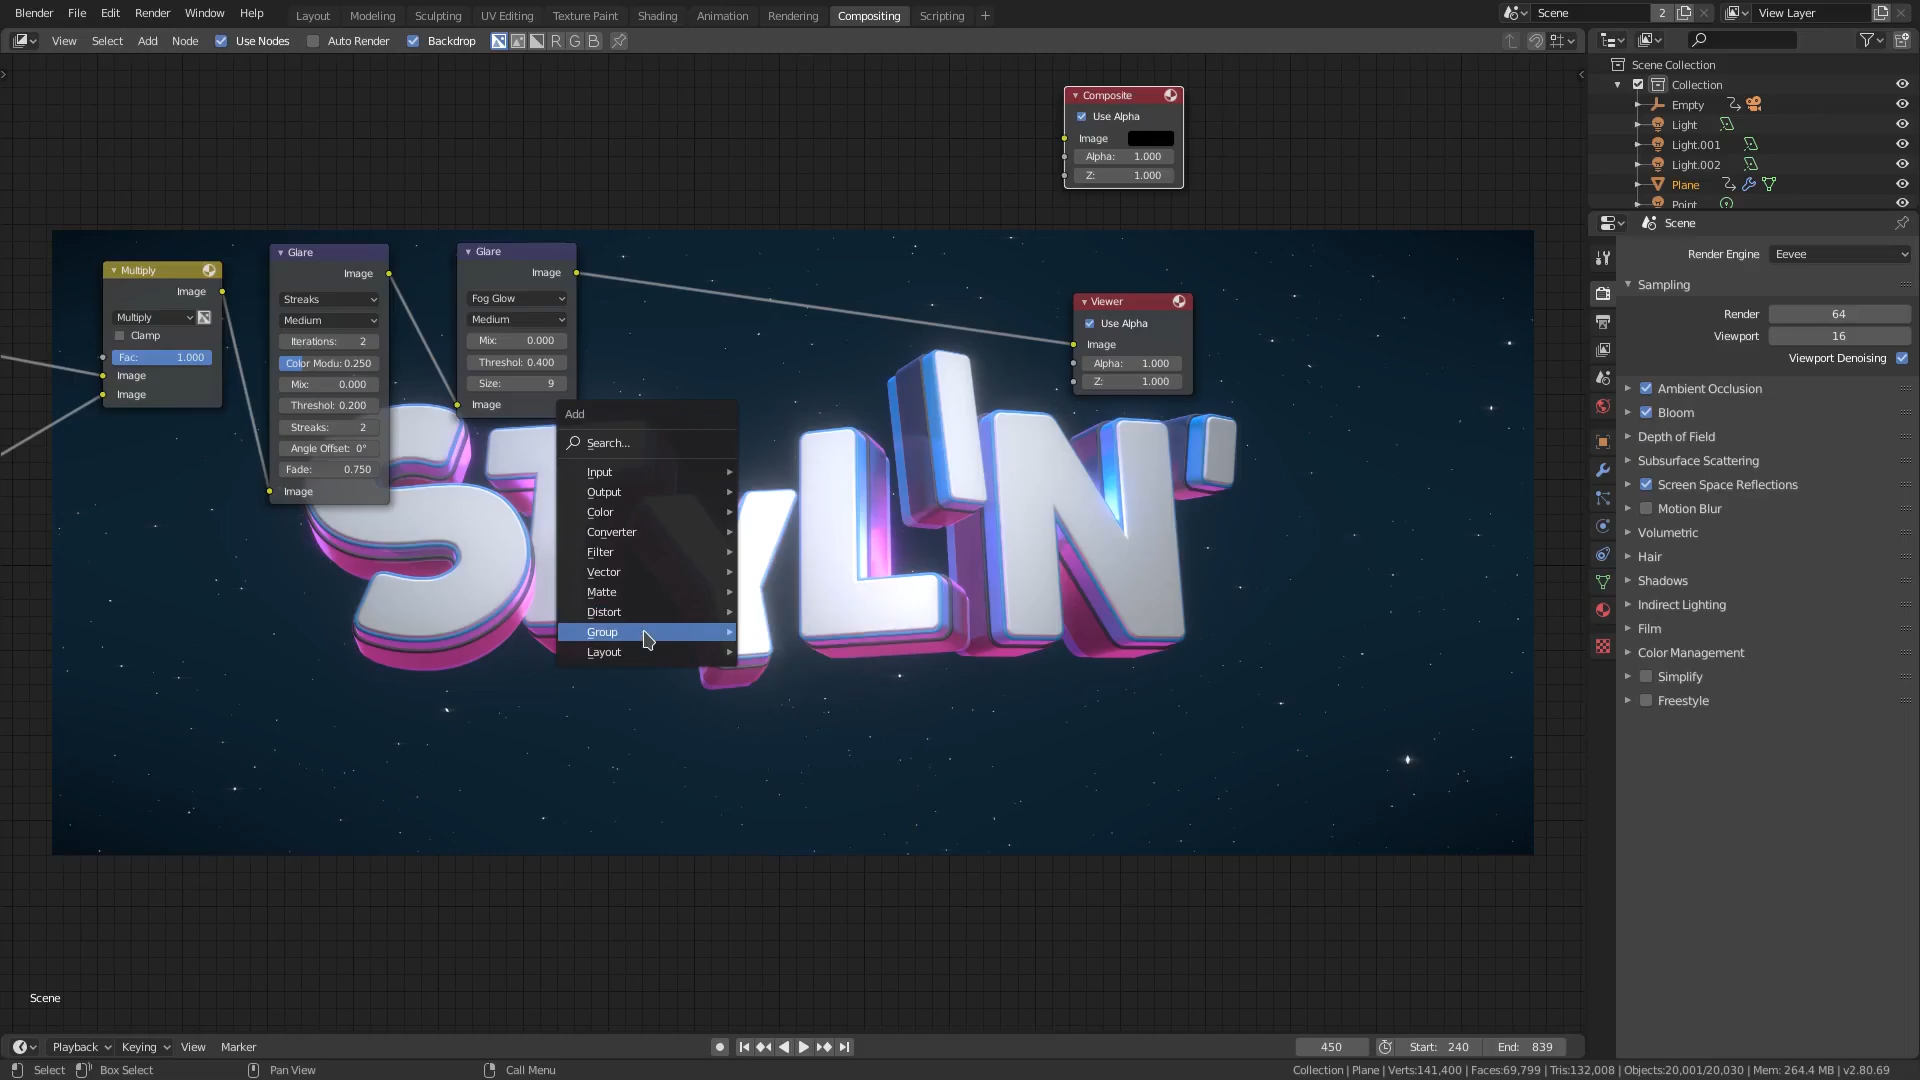 Blender File Edit Render Window Help Layout Modeling Sculpting UV Editing Texture Paint Shading Animation Rendering Compositing Scripting + Scene 2 View Layer
View Select Add Node Use Nodes Auto Render Backdrop R G B
Scene Collection
Collection
Empty
Light
Light.001
Light.002
Plane
Point
Scene
Render Engine Eevee
Sampling
Render 64
Viewport 16
Viewport Denoising
Ambient Occlusion
Bloom
Depth of Field
Subsurface Scattering
Screen Space Reflections
Motion Blur
Volumetric
Hair
Shadows
Indirect Lighting
Film
Color Management
Simplify
Freestyle
Composite
Use Alpha
Image
Alpha: 1.000
Z: 1.000
Multiply
Image
Multiply
Clamp
Fac: 1.000
Image
Image
Glare
Image
Streaks
Medium
Iterations: 2
Color Modu: 0.250
Mix: 0.000
Threshol: 0.200
Streaks: 2
Angle Offset: 0°
Fade: 0.750
Image
Glare
Image
Fog Glow
Medium
Mix: 0.000
Threshol: 0.400
Size: 9
Image
Viewer
Use Alpha
Image
Alpha: 1.000
Z: 1.000
Add
Search...
Input
Output
Color
Converter
Filter
Vector
Matte
Distort
Group
Layout
STYLIN'
Scene
Playback Keying View Marker 450 Start: 240 End: 839
Select Box Select Pan View Call Menu Collection | Plane | Verts:141,400 | Faces:69,799 | Tris:132,008 | Objects:20,001/20,030 | Mem: 264.4 MB | v2.80.69